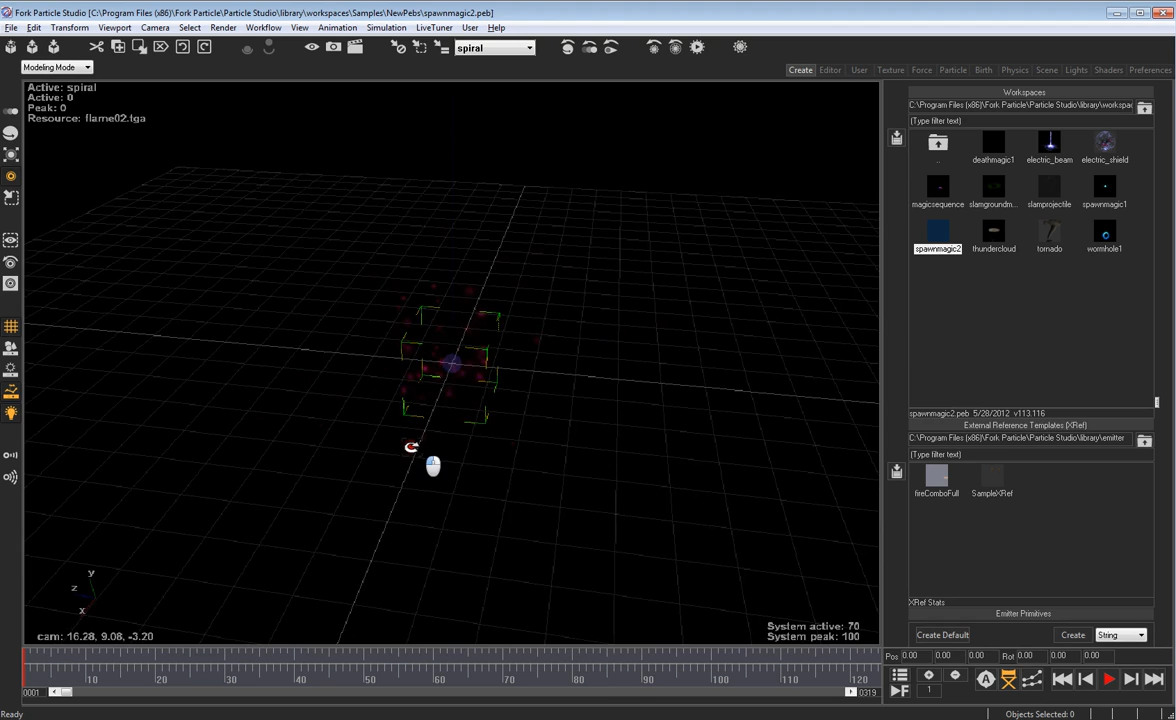 Fork Particle Studio [C:\Program Files (x86)\Fork Particle\Particle Studio\library\workspaces\Samples\NewPebs\spawnmagic2.peb]
File Edit Transform Viewport Camera Select Render Workflow View Animation Simulation LiveTuner User Help
spiral
Modeling Mode
Create Editor User Texture Force Particle Birth Physics Scene Lights Shaders Preferences
Active: spiral
Active: 0
Peak: 0
Resource: flame02.tga
Workspaces
C:\Program Files (x86)\Fork Particle\Particle Studio\library\workspac
(Type filter text)
.. deathmagic1 electric_beam electric_shield
magicsequence slamgroundm... slamprojectile spawnmagic1
spawnmagic2 thundercloud tornado wormhole1
spawnmagic2.peb 5/28/2012 v113.116
External Reference Templates (XRef)
C:\Program Files (x86)\Fork Particle\Particle Studio\library\emitter
(Type filter text)
fireComboFull SampleXRef
XRef Stats
Emitter Primitives
Create Default Create String
y
z
x
cam: 16.28, 9.08, -3.20
System active: 70
System peak: 100
Pos 0.00 0.00 0.00 Rot 0.00 0.00 0.00
10 20 30 40 50 60 70 80 90 100 110 120
0001 0319
1
Ready
Objects Selected: 0